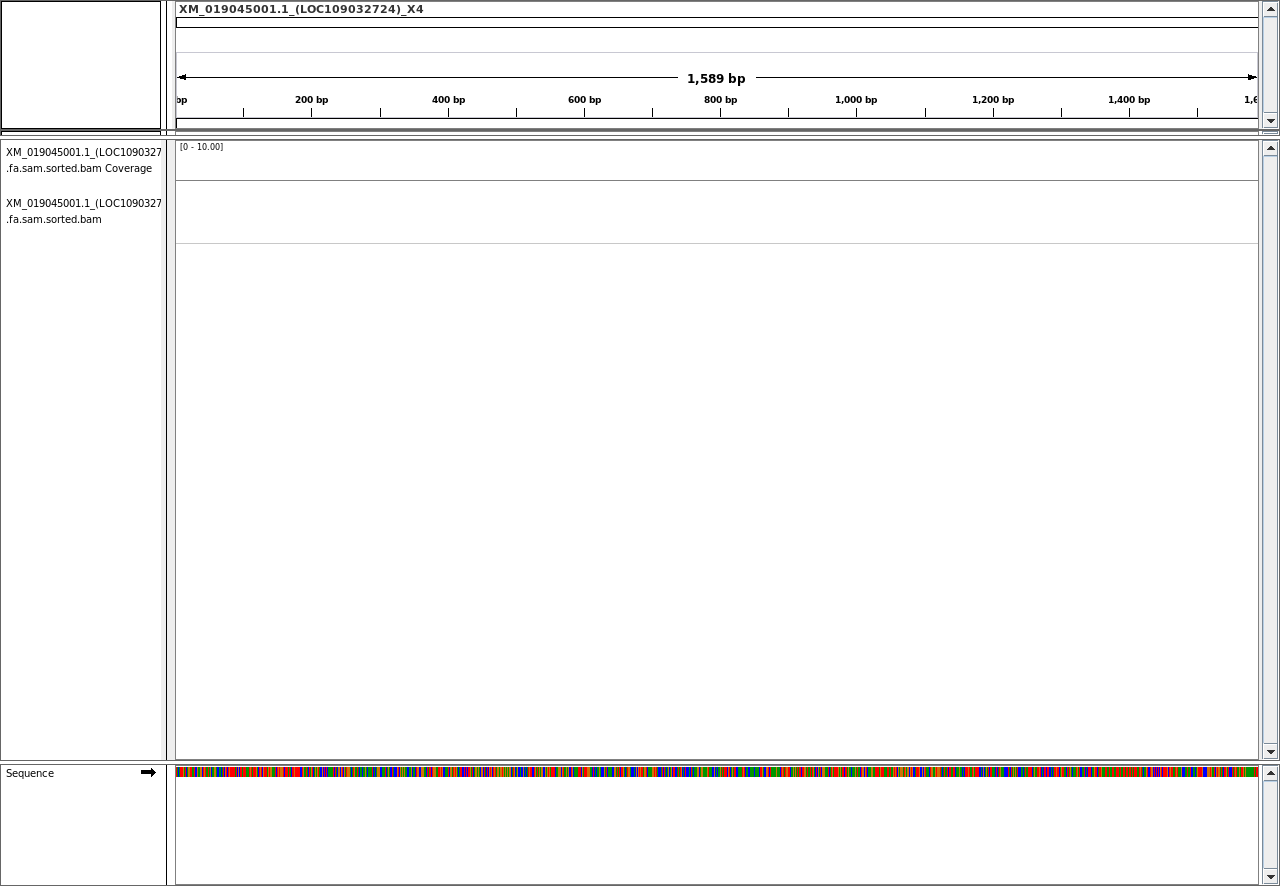 XM_019045001.1_(LOC109032724)_X4
1,589 bp
bp 200 bp 400 bp 600 bp 800 bp 1,000 bp 1,200 bp 1,400 bp 1,6
XM_019045001.1_(LOC1090327
.fa.sam.sorted.bam Coverage
[0 - 10.00]
XM_019045001.1_(LOC1090327
.fa.sam.sorted.bam
Sequence